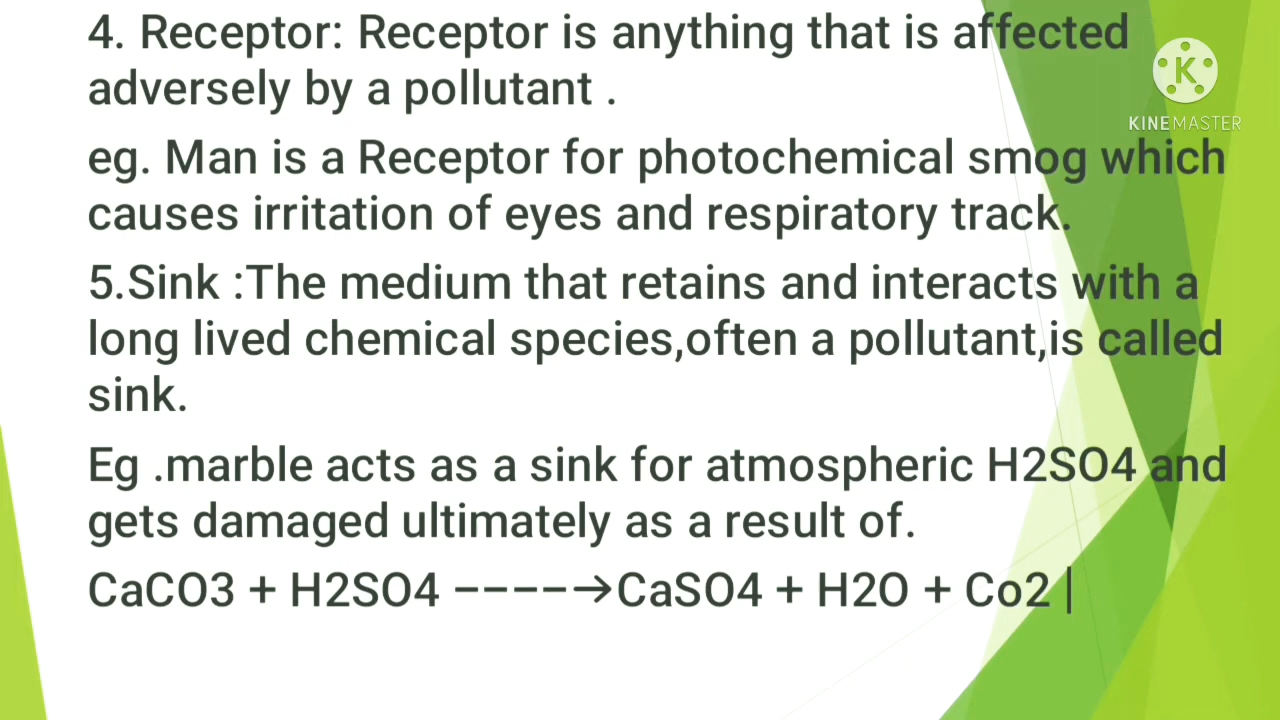 4. Receptor: Receptor is anything that is affected
adversely by a pollutant .
eg. Man is a Receptor for photochemical smog which
causes irritation of eyes and respiratory track.
5.Sink :The medium that retains and interacts with a
long lived chemical species,often a pollutant,is called
sink.
Eg .marble acts as a sink for atmospheric H2SO4 and
gets damaged ultimately as a result of.
CaCO3 + H2SO4 ----→CaSO4 + H2O + Co2 |
K
KINEMASTER